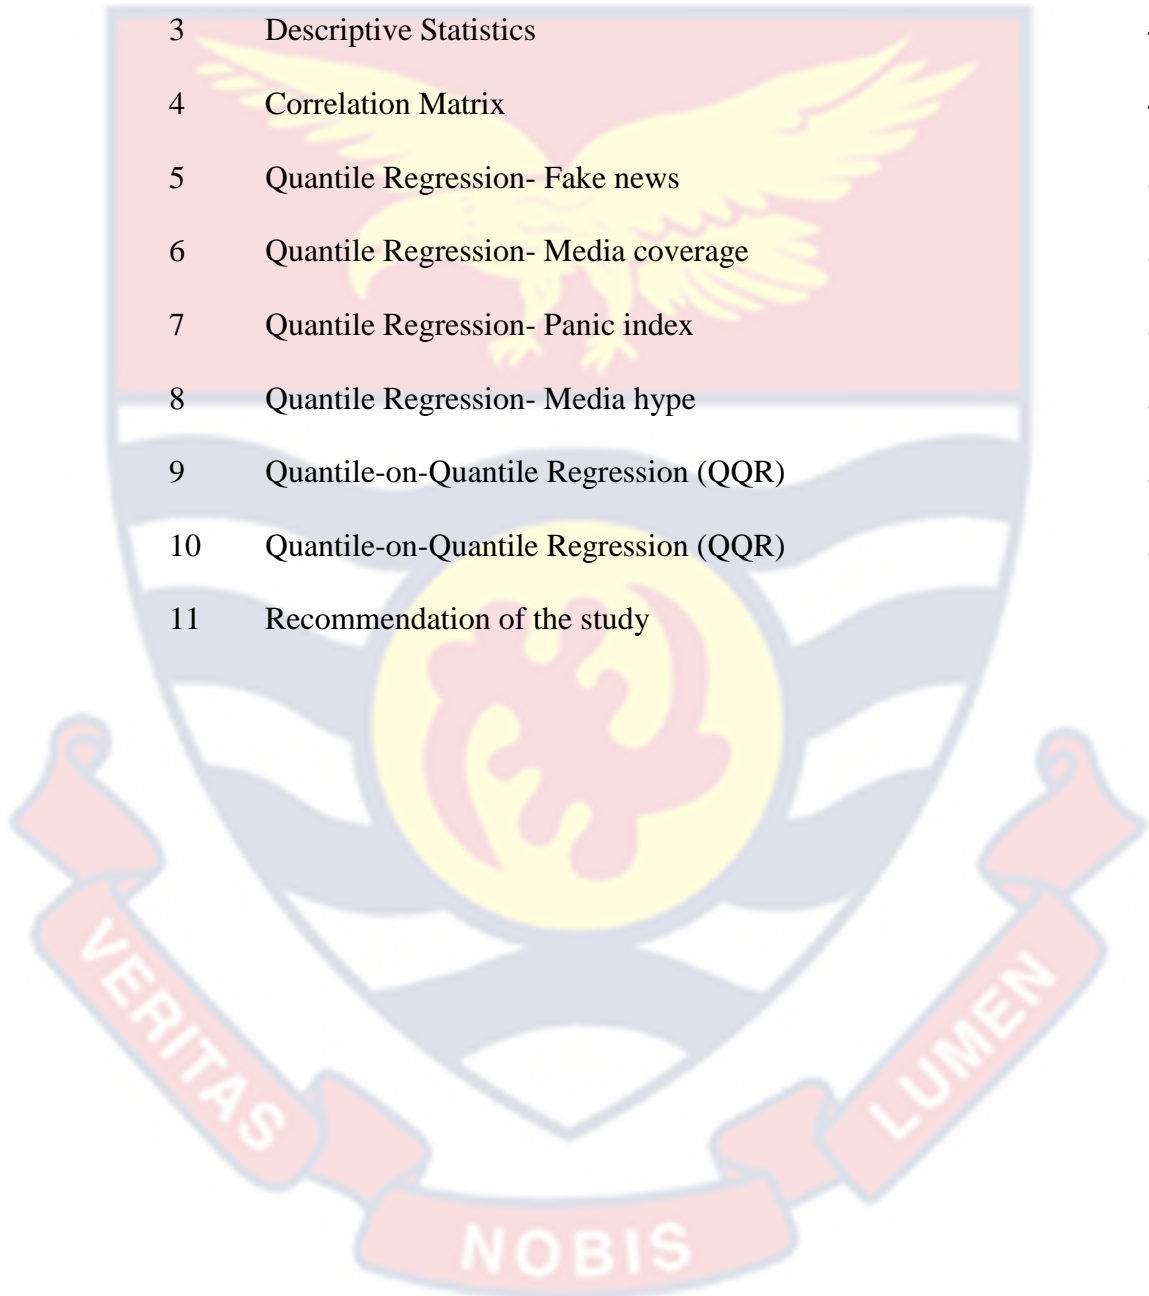 3 Descriptive Statistics
4 Correlation Matrix
5 Quantile Regression- Fake news
6 Quantile Regression- Media coverage
7 Quantile Regression- Panic index
8 Quantile Regression- Media hype
9 Quantile-on-Quantile Regression (QQR)
10 Quantile-on-Quantile Regression (QQR)
11 Recommendation of the study
VERITAS
NOBIS
LUMEN